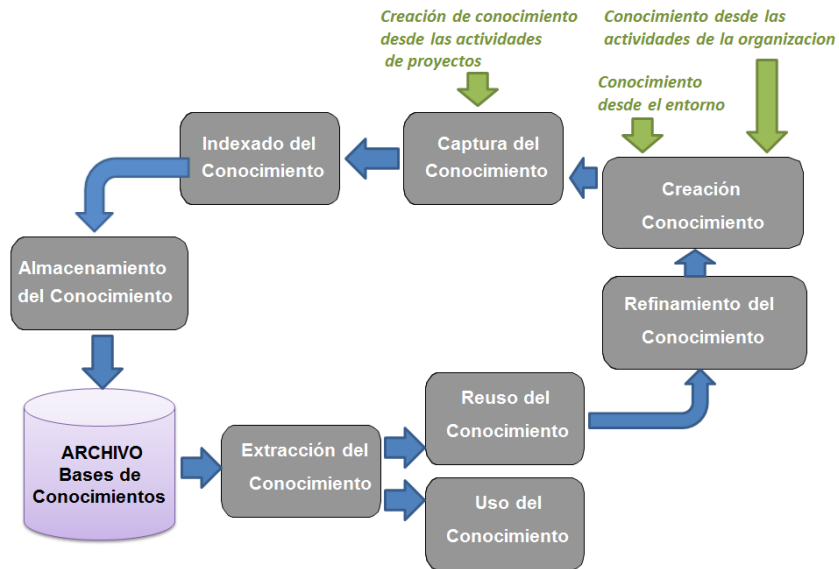 Creación de conocimiento
desde las actividades
de proyectos
Conocimiento desde las
actividades de la organizacion
Conocimiento
desde el entorno
Indexado del
Conocimiento
Captura del
Conocimiento
Creación
Conocimiento
Almacenamiento
del Conocimiento
Refinamiento del
Conocimiento
ARCHIVO
Bases de
Conocimientos
Extracción del
Conocimiento
Reuso del
Conocimiento
Uso del
Conocimiento